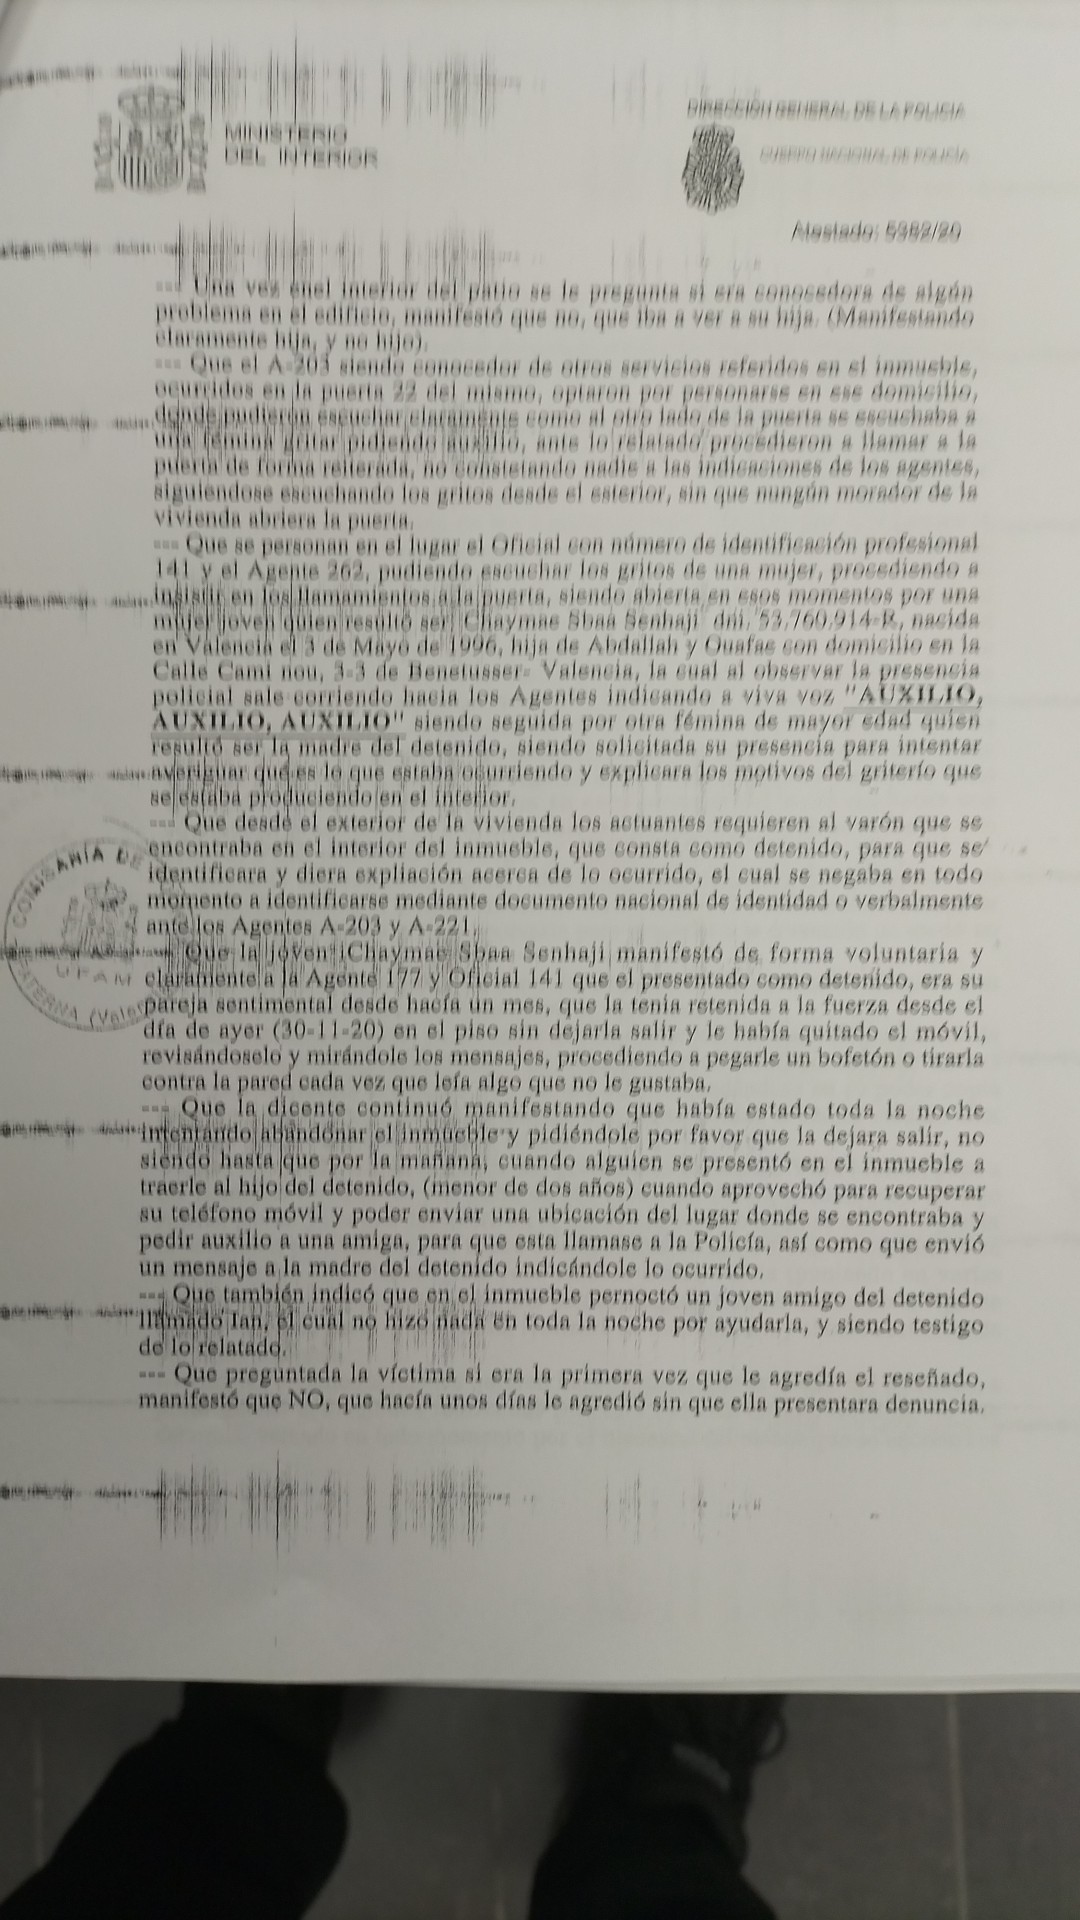 MINISTERIO
DEL INTERIOR
DIRECCIÓN GENERAL DE LA POLICIA
CUERPO NACIONAL DE POLICÍA
Atestado: 5382/20
--- Una vez enel interior del patio se le pregunta si era conocedora de algún
problema en el edificio, manifestó que no, que iba a ver a su hija. (Manifestando
claramente hija, y no hijo).
--- Que el A-203 siendo conocedor de otros servicios referidos en el inmueble,
ocurridos en la puerta 22 del mismo, optaron por personarse en ese domicilio,
donde pudieron escuchar claramente como al otro lado de la puerta se escuchaba a
una fémina gritar pidiendo auxilio, ante lo relatado procedieron a llamar a la
puerta de forma reiterada, no constetando nadie a las indicaciones de los agentes,
siguiendose escuchando los gritos desde el esterior, sin que nungún morador de la
vivienda abriera la puerta.
--- Que se personan en el lugar el Oficial con número de identificación profesional
141 y el Agente 262, pudiendo escuchar los gritos de una mujer, procediendo a
insistir en los llamamientos a la puerta, siendo abierta en esos momentos por una
mujer joven quien resultó ser Chaymae Sbaa Senhaji dni. 53.760.914-R, nacida
en Valencia el 3 de Mayo de 1996, hija de Abdallah y Ouafae con domicilio en la
Calle Cami nou, 3-3 de Benetusser- Valencia, la cual al observar la presencia
policial sale corriendo hacia los Agentes indicando a viva voz "AUXILIO,
AUXILIO, AUXILIO" siendo seguida por otra fémina de mayor edad quien
resultó ser la madre del detenido, siendo solicitada su presencia para intentar
averiguar qué es lo que estaba ocurriendo y explicara los motivos del griterío que
se estaba produciendo en el interior.
--- Que desde el exterior de la vivienda los actuantes requieren al varón que se
encontraba en el interior del inmueble, que consta como detenido, para que se
identificara y diera expliación acerca de lo ocurrido, el cual se negaba en todo
momento a identificarse mediante documento nacional de identidad o verbalmente
ante los Agentes A-203 y A-221.
Que la joven Chaymae Sbaa Senhaji manifestó de forma voluntaria y
claramente a la Agente 177 y Oficial 141 que el presentado como detenido, era su
pareja sentimental desde hacía un mes, que la tenia retenida a la fuerza desde el
día de ayer (30-11-20) en el piso sin dejarla salir y le había quitado el móvil,
revisándoselo y mirándole los mensajes, procediendo a pegarle un bofetón o tirarla
contra la pared cada vez que leía algo que no le gustaba.
--- Que la dicente continuó manifestando que había estado toda la noche
intentando abandonar el inmueble y pidiéndole por favor que la dejara salir, no
siendo hasta que por la mañana, cuando alguien se presentó en el inmueble a
traerle al hijo del detenido, (menor de dos años) cuando aprovechó para recuperar
su teléfono móvil y poder enviar una ubicación del lugar donde se encontraba y
pedir auxilio a una amiga, para que esta llamase a la Policía, así como que envió
un mensaje a la madre del detenido indicándole lo ocurrido.
--- Que también indicó que en el inmueble pernoctó un joven amigo del detenido
llamado Ian, el cual no hizo nada en toda la noche por ayudarla, y siendo testigo
de lo relatado.
--- Que preguntada la víctima si era la primera vez que le agredía el reseñado,
manifestó que NO, que hacía unos días le agredió sin que ella presentara denuncia.
COMISARÍA DE
UFAM
PATERNA (Valencia)